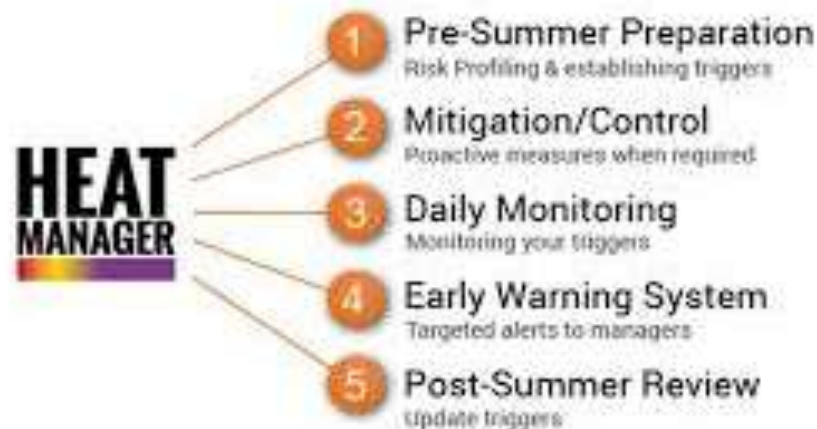 HEAT
MANAGER
1
Pre-Summer Preparation
Risk Profiling & establishing triggers
2
Mitigation/Control
Proactive measures when required
3
Daily Monitoring
Monitoring your triggers
4
Early Warning System
Targeted alerts to managers
5
Post-Summer Review
Update triggers